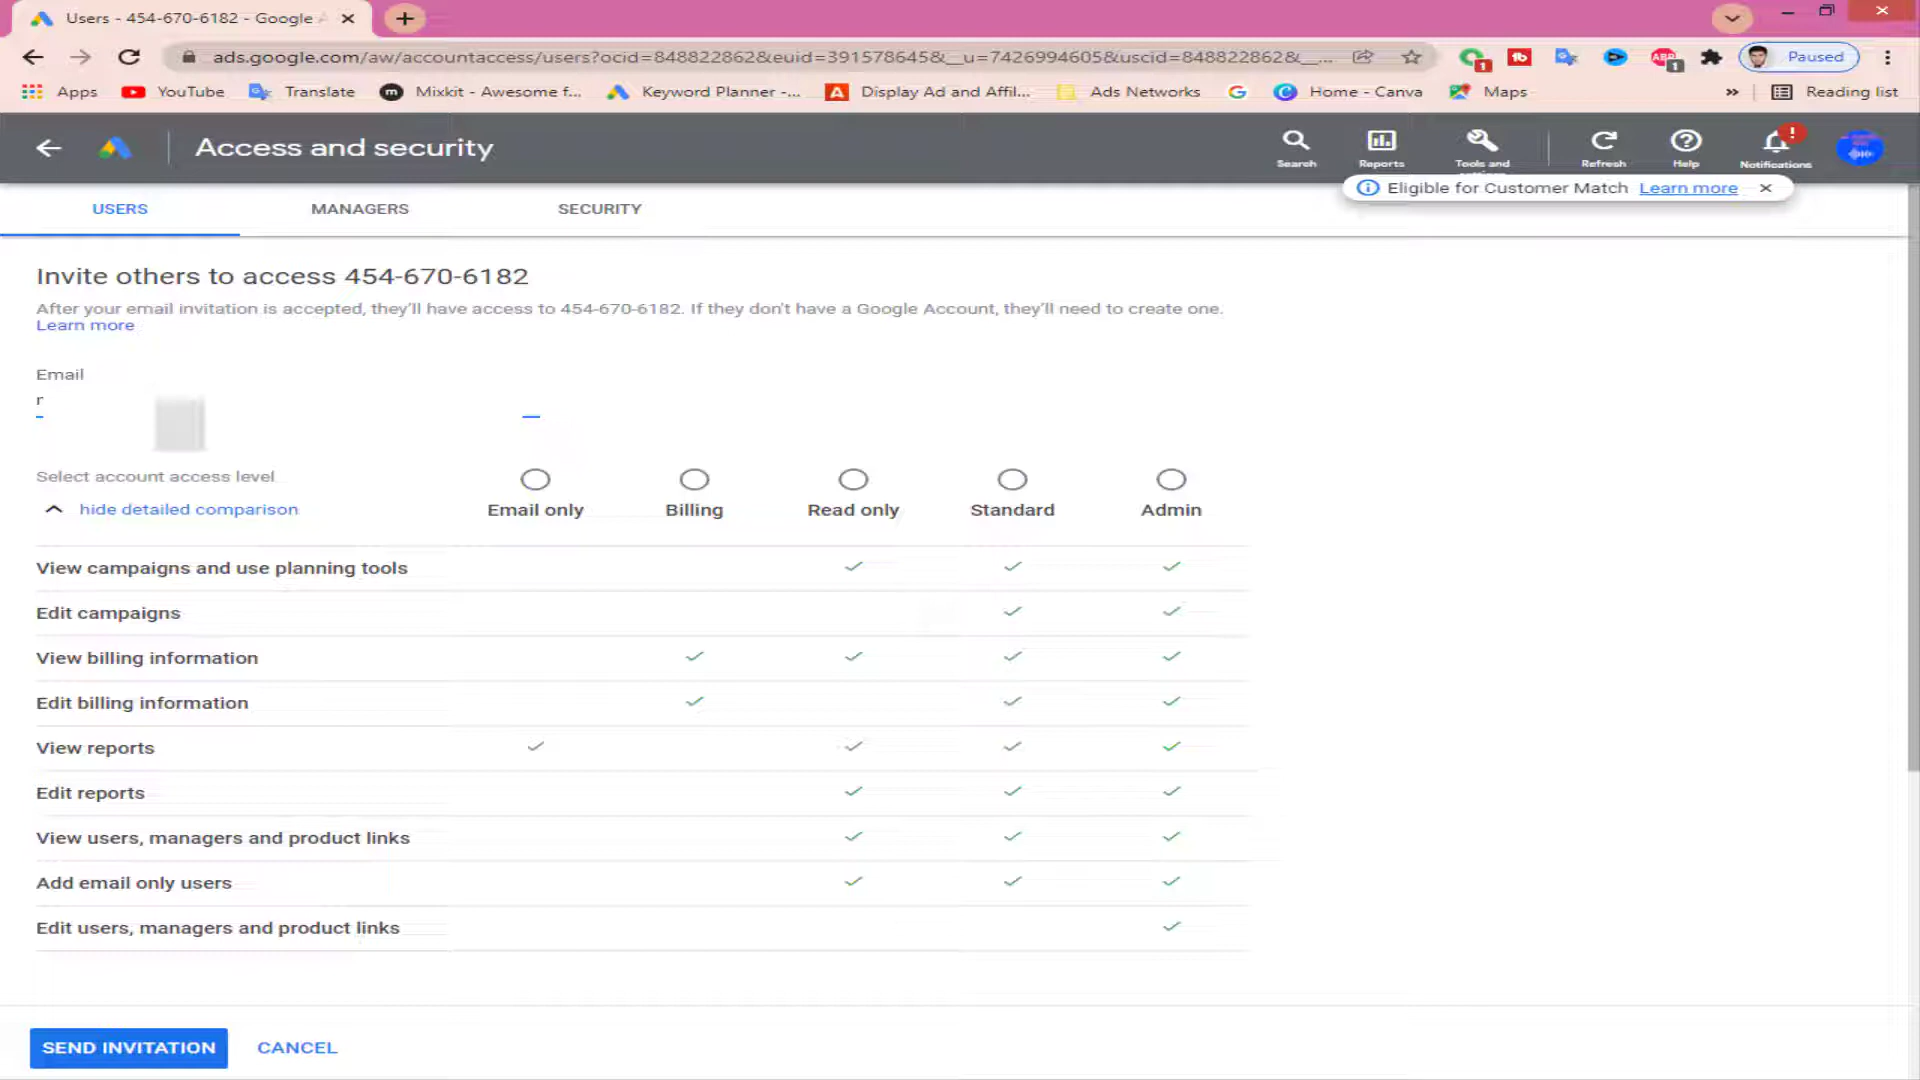 Users - 454-670-6182 - Google A
ads.google.com/aw/accountaccess/users?ocid=848822862&euid=391578645&__u=7426994605&uscid=848822862&__...
1
1
Paused
Apps
YouTube
Translate
Mixkit - Awesome f...
Keyword Planner -...
Display Ad and Affil...
Ads Networks
Home - Canva
Maps
Reading list
Access and security
Search
Reports
Tools and
Refresh
Help
Notifications
Eligible for Customer Match Learn more
USERS
MANAGERS
SECURITY
Invite others to access 454-670-6182
After your email invitation is accepted, they'll have access to 454-670-6182. If they don't have a Google Account, they'll need to create one.
Learn more
Email
r
Select account access level
hide detailed comparison
Email only
Billing
Read only
Standard
Admin
View campaigns and use planning tools
Edit campaigns
View billing information
Edit billing information
View reports
Edit reports
View users, managers and product links
Add email only users
Edit users, managers and product links
SEND INVITATION
CANCEL